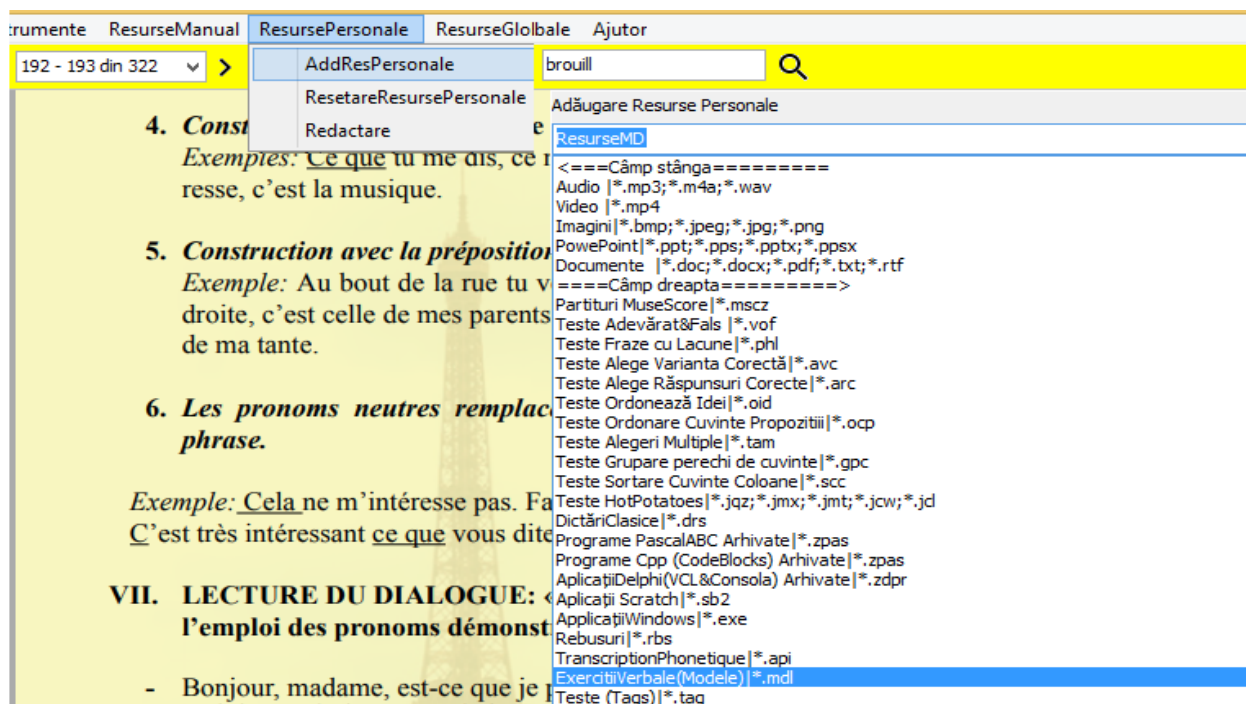 trumente ResurseManual ResursePersonale ResurseGlolbale Ajutor
192 - 193 din 322 > AddResPersonale brouill
ResetareResursePersonale
Redactare
Adăugare Resurse Personale
ResurseMD
<===Câmp stânga=========
Audio |*.mp3;*.m4a;*.wav
Video |*.mp4
Imagini|*.bmp;*.jpeg;*.jpg;*.png
PowePoint|*.ppt;*.pps;*.pptx;*.ppsx
Documente |*.doc;*.docx;*.pdf;*.txt;*.rtf
====Câmp dreapta=========>
Partituri MuseScore|*.mscz
Teste Adevărat&Fals |*.vof
Teste Fraze cu Lacune|*.phl
Teste Alege Varianta Corectă|*.avc
Teste Alege Răspunsuri Corecte|*.arc
Teste Ordonează Idei|*.oid
Teste Ordonare Cuvinte Propozitiii|*.ocp
Teste Alegeri Multiple|*.tam
Teste Grupare perechi de cuvinte|*.gpc
Teste Sortare Cuvinte Coloane|*.scc
Teste HotPotatoes|*.jqz;*.jmx;*.jmt;*.jcw;*.jcl
DictăriClasice|*.drs
Programe PascalABC Arhivate|*.zpas
Programe Cpp (CodeBlocks) Arhivate|*.zpas
AplicațiiDelphi(VCL&Consola) Arhivate|*.zdpr
Aplicații Scratch|*.sb2
ApplicațiiWindows|*.exe
Rebusuri|*.rbs
TranscriptionPhonetique|*.api
ExercitiiVerbale(Modele)|*.mdl
Teste (Tags)|*.tag
4. Const e
Exemples: Ce que tu me dis, ce
resse, c’est la musique.
5. Construction avec la préposition
Exemple: Au bout de la rue tu v
droite, c’est celle de mes parents
de ma tante.
6. Les pronoms neutres remplac
phrase.
Exemple: Cela ne m’intéresse pas. Fa
C’est très intéressant ce que vous dite
VII. LECTURE DU DIALOGUE: «
l’emploi des pronoms démonst
- Bonjour, madame, est-ce que je p